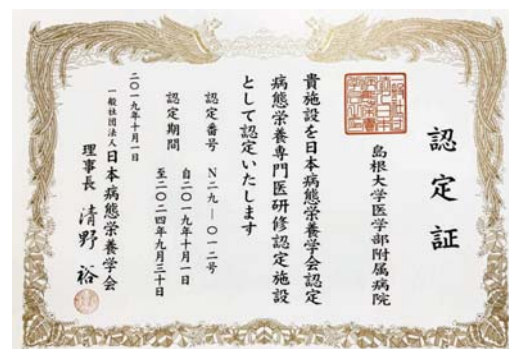 認定証
島根大学医学部附属病院
貴施設を日本病態栄養学会認定
病態栄養専門医研修認定施設
として認定いたします
認定番号 N二九―〇一二号
認定期間 自二〇一九年十月一日
至二〇二四年九月三十日
二〇一九年十月一日
一般社団法人日本病態栄養学会
理事長 清野 裕